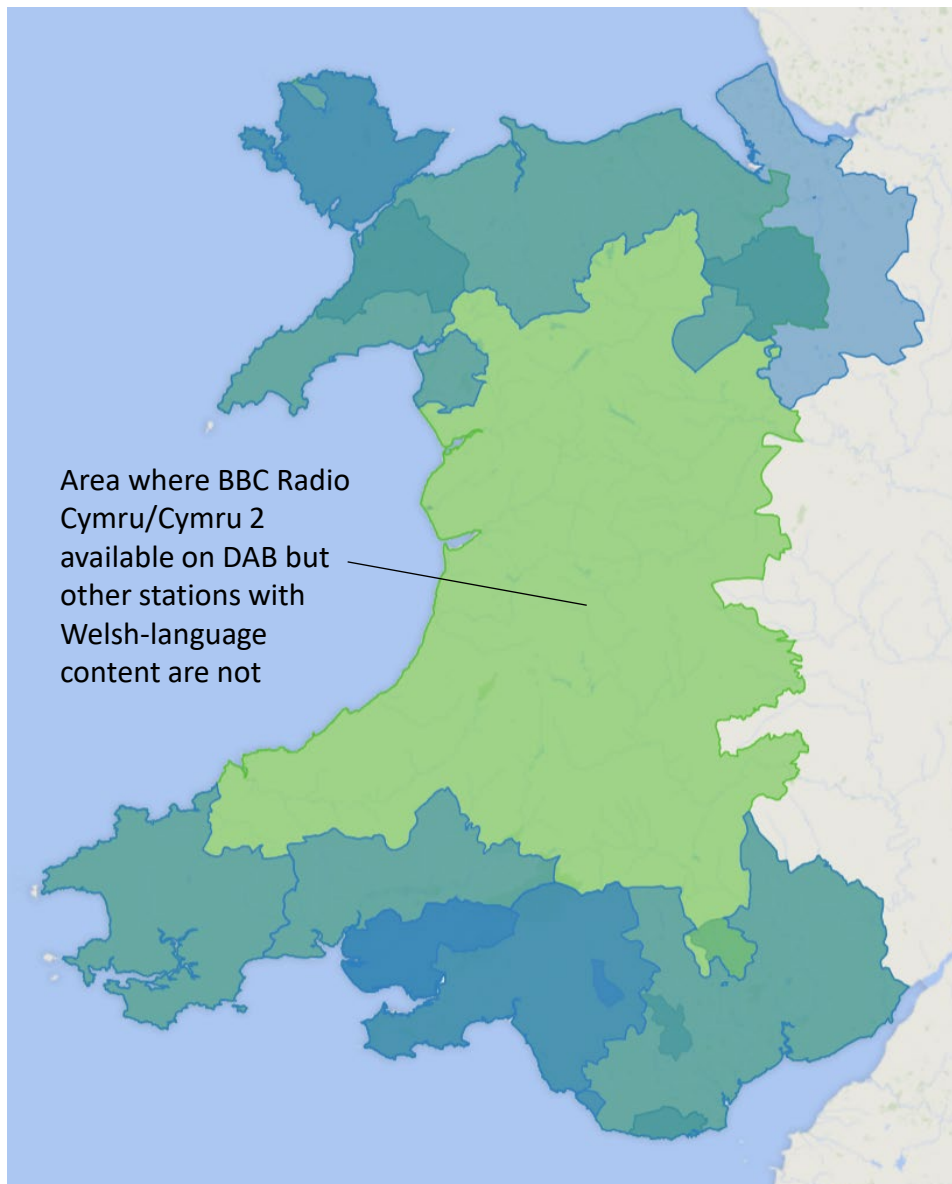 Area where BBC Radio
Cymru/Cymru 2
available on DAB but
other stations with
Welsh-language
content are not